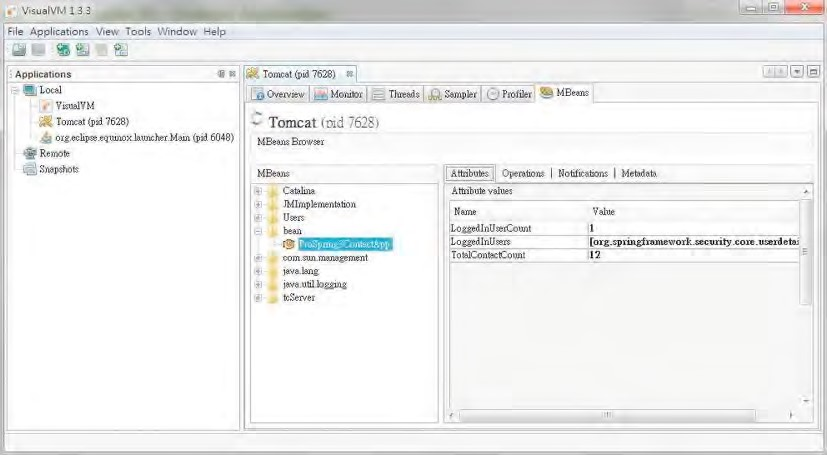 VisualVM 1.3.3
File Applications View Tools Window Help
Applications
Local
VisualVM
Tomcat (pid 7628)
org.eclipse.equinox.launcher.Main (pid 6048)
Remote
Snapshots
Tomcat (pid 7628)
Overview Monitor Threads Sampler Profiler MBeans
Tomcat (pid 7628)
MBeans Browser
MBeans
Catalina
JMImplementation
Users
bean
ProSpring3ContactApp
com.sun.management
java.lang
java.util.logging
tcServer
Attributes Operations Notifications Metadata
Attribute values
Name Value
LoggedInUserCount 1
LoggedInUsers [org.springframework.security.core.userdetai
TotalContactCount 12